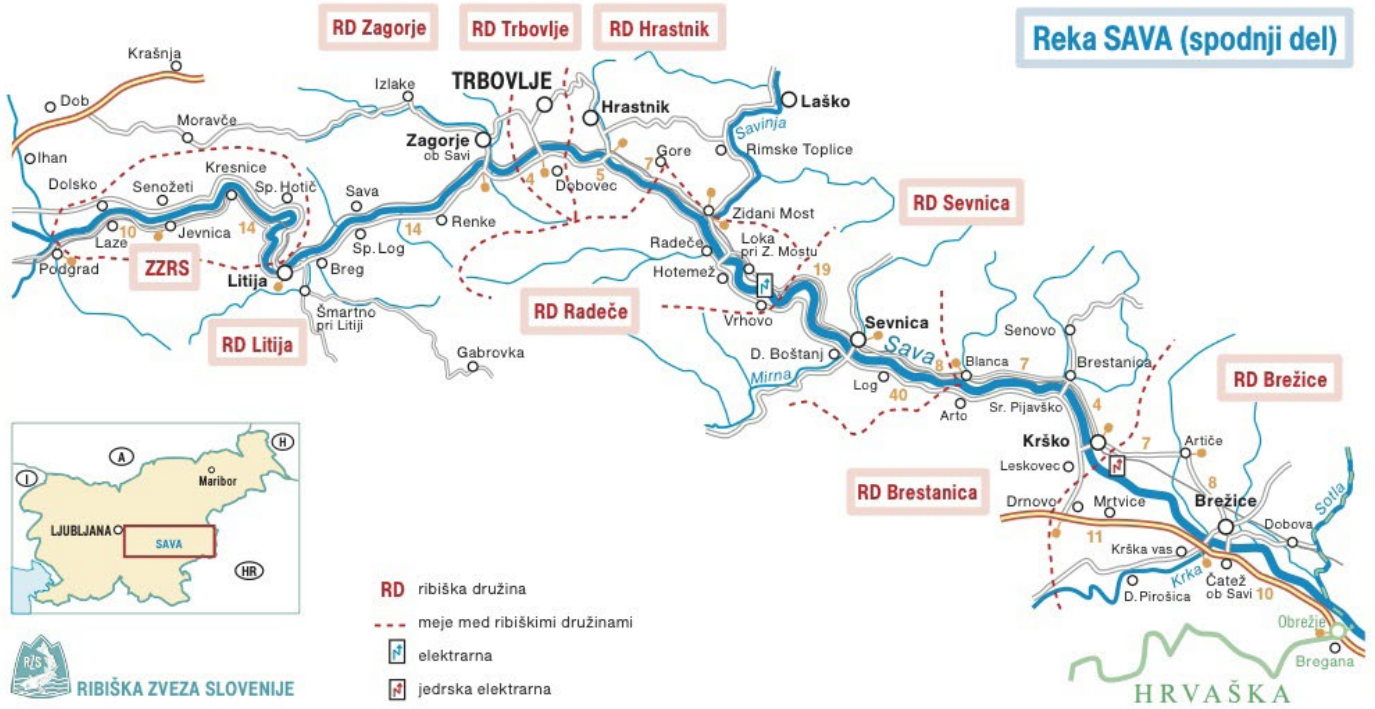 RD Zagorje
RD Trbovlje
RD Hrastnik
Reka SAVA (spodnji del)
Krašnja
Izlake
TRBOVLJE
Dob
Hrastnik
Laško
Moravče
Savinja
Zagorje
ob Savi
Rimske Toplice
Ihan
Kresnice
7
Gore
Dolsko
Senožeti
Sp. Hotič
4
5
Dobovec
Sava
RD Sevnica
Zidani Most
Renke
10
Laze
Jevnica
14
14
Radeče
Loka
pri Z. Mostu
Sp. Log
Podgrad
ZZRS
Litija
Breg
Hotemež
19
RD Radeče
Vrhovo
Šmartno
pri Litiji
Sevnica
Senovo
RD Litija
Gabrovka
D. Boštanj
Sava
8
Blanca
7
Brestanica
Mirna
Log
40
Arto
Sr. Pijavško
RD Brežice
4
Krško
7
Artiče
Leskovec
8
RD Brestanica
Drnovo
Mrtvice
Brežice
Sotla
11
Dobova
Krška vas
Krka
Čatež
ob Savi
10
D. Pirošica
Obrežje
Bregana
HRVAŠKA
H
A
I
Maribor
LJUBLJANA
SAVA
HR
RD ribiška družina
meje med ribiškimi družinami
elektrarna
jedrska elektrarna
RŽS
RIBIŠKA ZVEZA SLOVENIJE